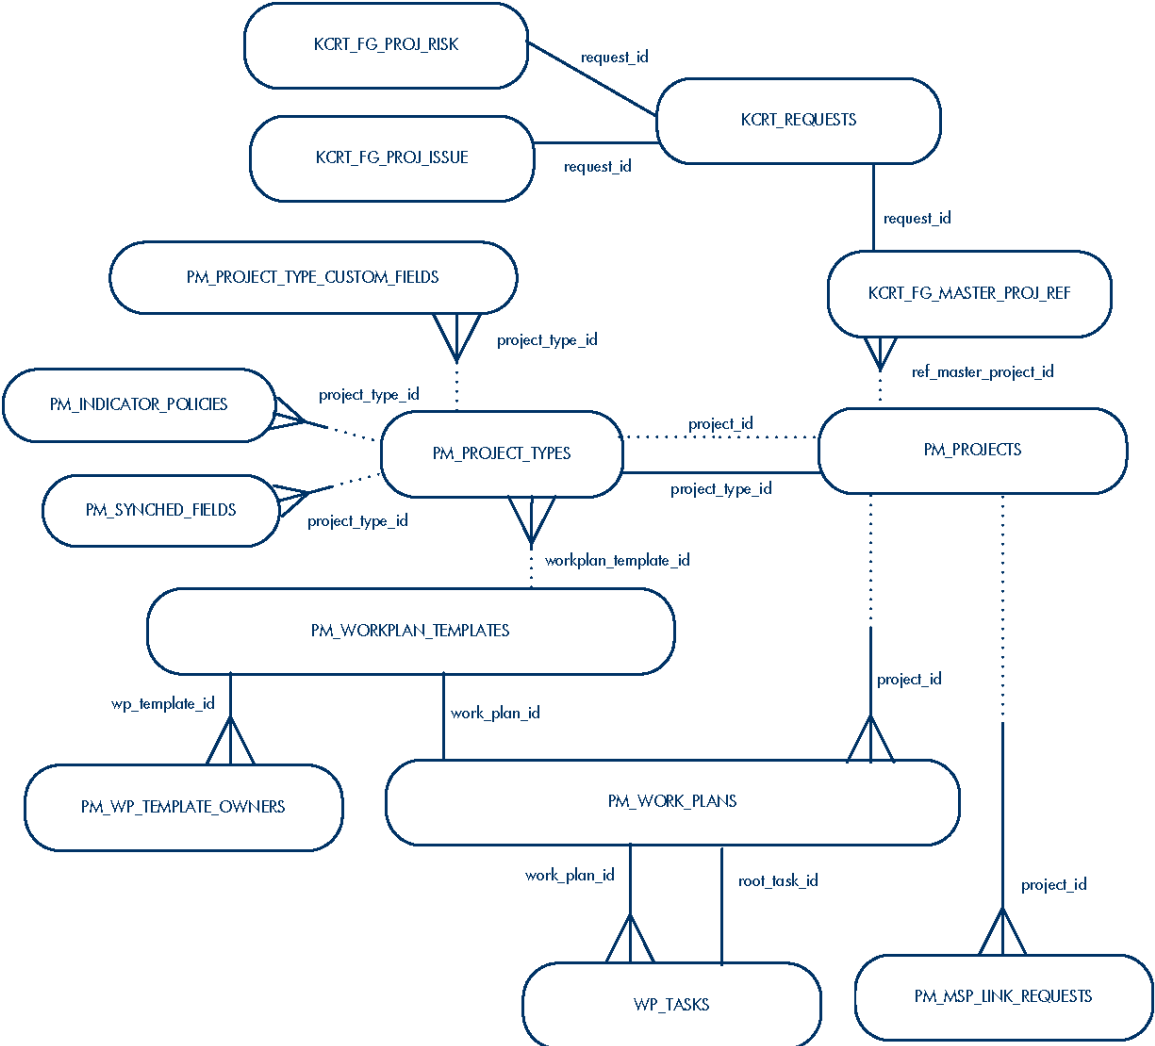 KCRT_FG_PROJ_RISK
request_id
KCRT_REQUESTS
KCRT_FG_PROJ_ISSUE
request_id
request_id
PM_PROJECT_TYPE_CUSTOM_FIELDS
KCRT_FG_MASTER_PROJ_REF
project_type_id
ref_master_project_id
project_type_id
PM_INDICATOR_POLICIES
project_id
PM_PROJECT_TYPES
PM_PROJECTS
project_type_id
PM_SYNCHED_FIELDS
project_type_id
workplan_template_id
PM_WORKPLAN_TEMPLATES
project_id
wp_template_id
work_plan_id
PM_WP_TEMPLATE_OWNERS
PM_WORK_PLANS
work_plan_id
root_task_id
project_id
WP_TASKS
PM_MSP_LINK_REQUESTS